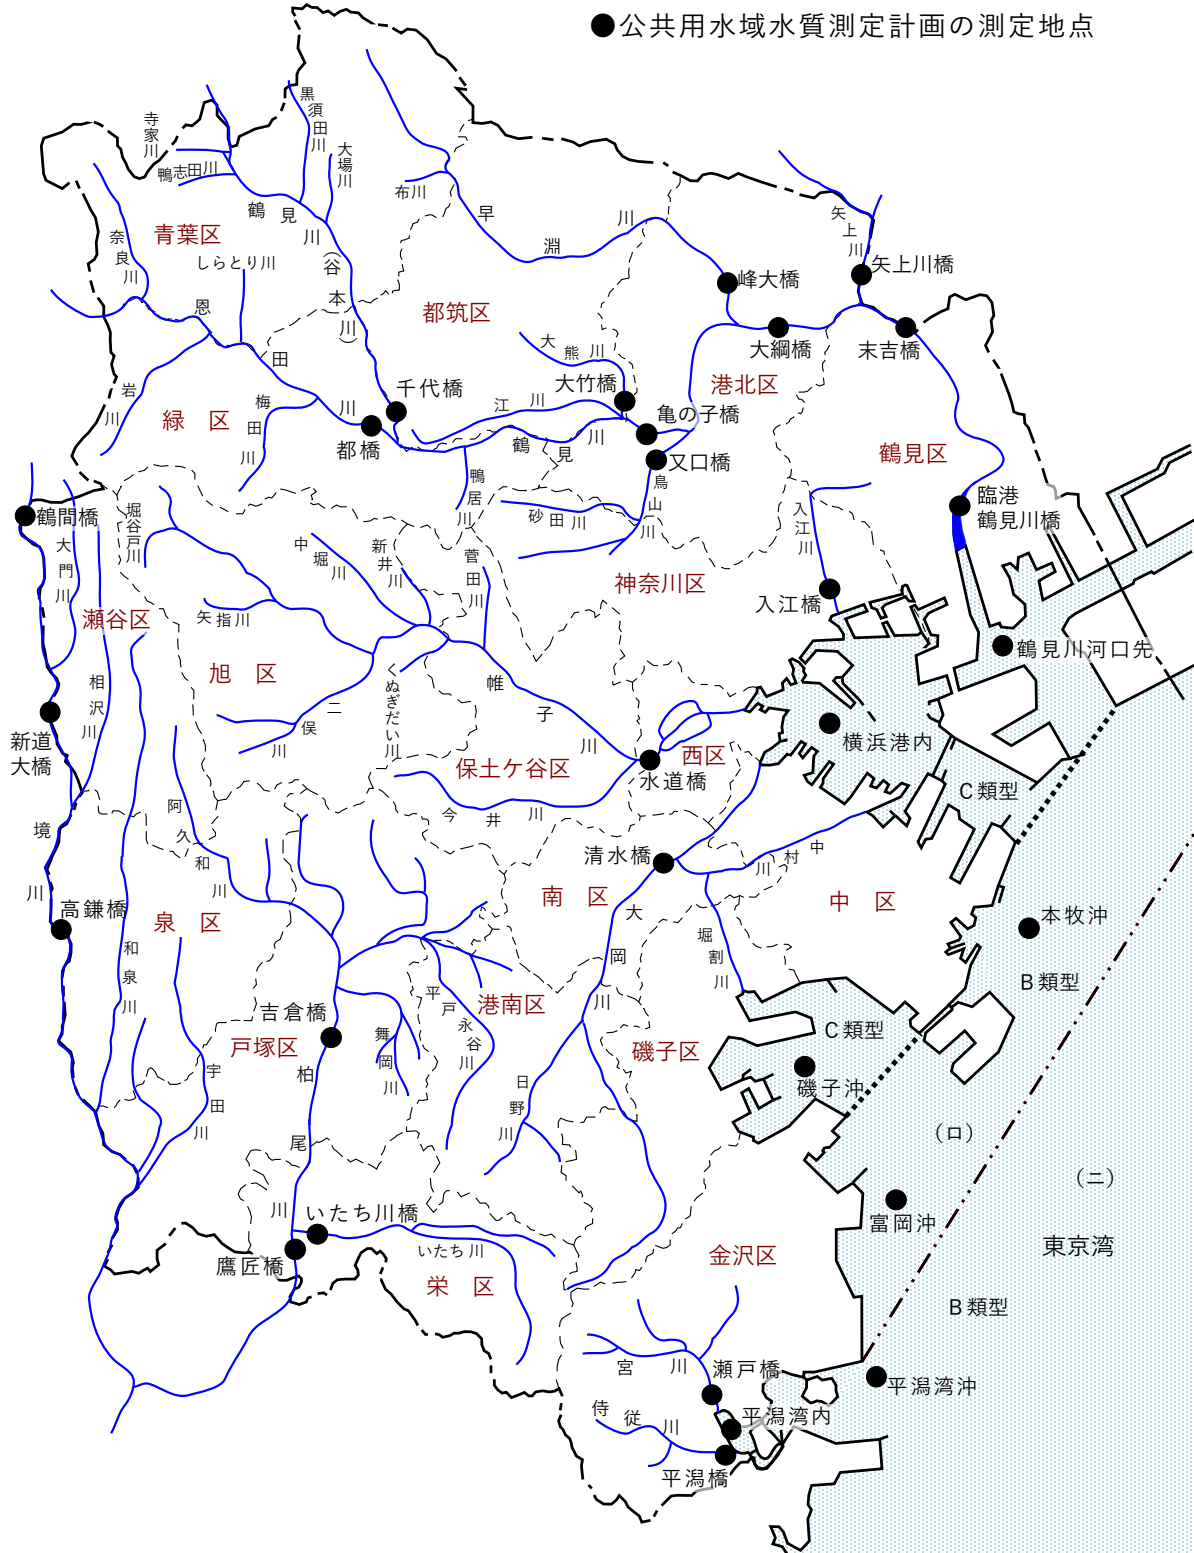 ●公共用水域水質測定計画の測定地点
寺家川
鴨志田川
黒須田川
大場川
布川
早淵川
矢上川
矢上川橋
奈良川
青葉区
しらとり川
鶴見川(谷本川)
恩田川
都筑区
峰大橋
大綱橋
末吉橋
大熊川
大竹橋
港北区
千代橋
岩川
緑 区
梅田川
都橋
江川
亀の子橋
鶴見川
又口橋
鶴見区
鴨居川
鳥山川
砂田川
入江川
臨港
鶴見川橋
鶴間橋
堀谷戸川
大門川
中堀川
新井川
菅田川
神奈川区
入江橋
瀬谷区
矢指川
鶴見川河口先
旭 区
相沢川
くぬぎだい川
帷子川
二俣川
新道
大橋
横浜港内
西区
保土ケ谷区
水道橋
C類型
阿久和川
今井川
境川
清水橋
中村川
南 区
中 区
高鎌橋
泉 区
大岡川
堀割川
本牧沖
和泉川
B類型
平戸永谷川
港南区
吉倉橋
戸塚区
舞岡川
磯子区
C類型
磯子沖
柏尾川
宇田川
日野川
(ロ)
(ニ)
富岡沖
いたち川橋
いたち川
鷹匠橋
栄 区
金沢区
東京湾
B類型
宮川
瀬戸橋
平潟湾沖
侍従川
平潟湾内
平潟橋